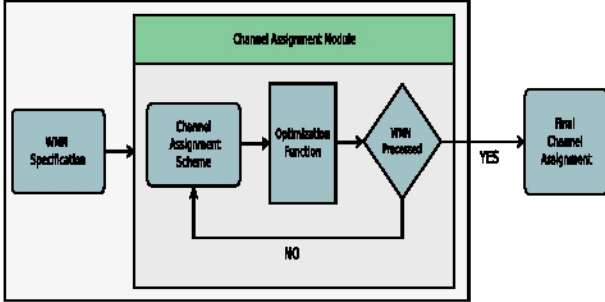 Channel Assignment Module
WMN
Specification
Channel
Assignment
Scheme
Optimization
Function
WMN
Processed
YES
Final
Channel
Assignment
NO